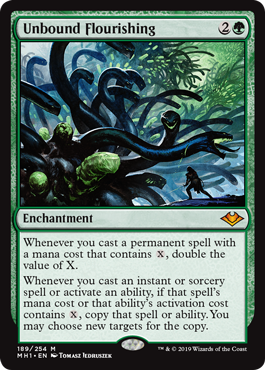 Unbound Flourishing 2
Enchantment
Whenever you cast a permanent spell with
a mana cost that contains X, double the
value of X.
Whenever you cast an instant or sorcery
spell or activate an ability, if that spell's
mana cost or that ability's activation cost
contains X, copy that spell or ability. You
may choose new targets for the copy.
189/254 M
MH1 • EN Tomasz Jedruszek
™ & © 2019 Wizards of the Coast